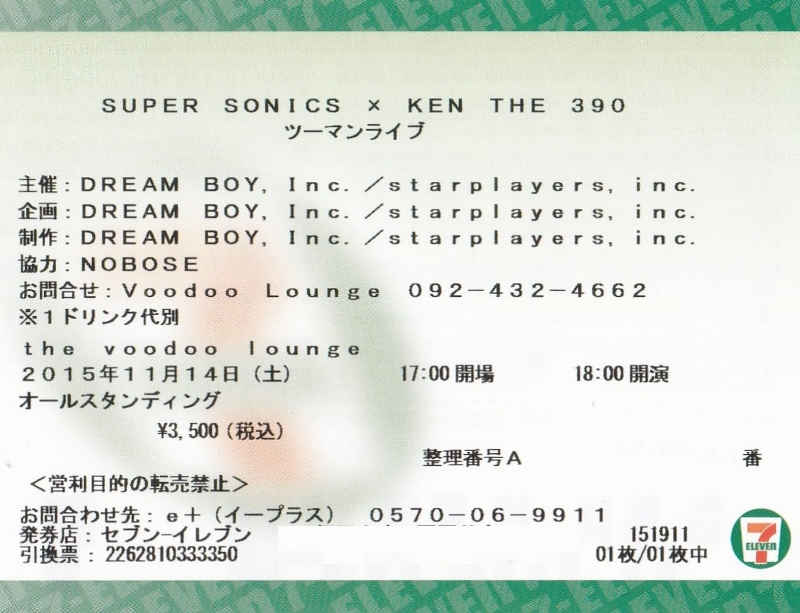 SUPER SONICS × KEN THE 390
ツーマンライブ
主催：DREAM BOY, Inc.／starplayers, inc.
企画：DREAM BOY, Inc.／starplayers, inc.
制作：DREAM BOY, Inc.／starplayers, inc.
協力：NOBOSE
お問合せ：Voodoo Lounge 092－432－4662
※１ドリンク代別
the voodoo lounge
2015年11月14日（土） 17:00開場 18:00開演
オールスタンディング
¥3,500（税込）
整理番号A 番
＜営利目的の転売禁止＞
お問合わせ先：e＋（イープラス） 0570－06－9911
発券店：セブン-イレブン 151911
引換票：2262810333350 01枚/01枚中
7
ELEVEN